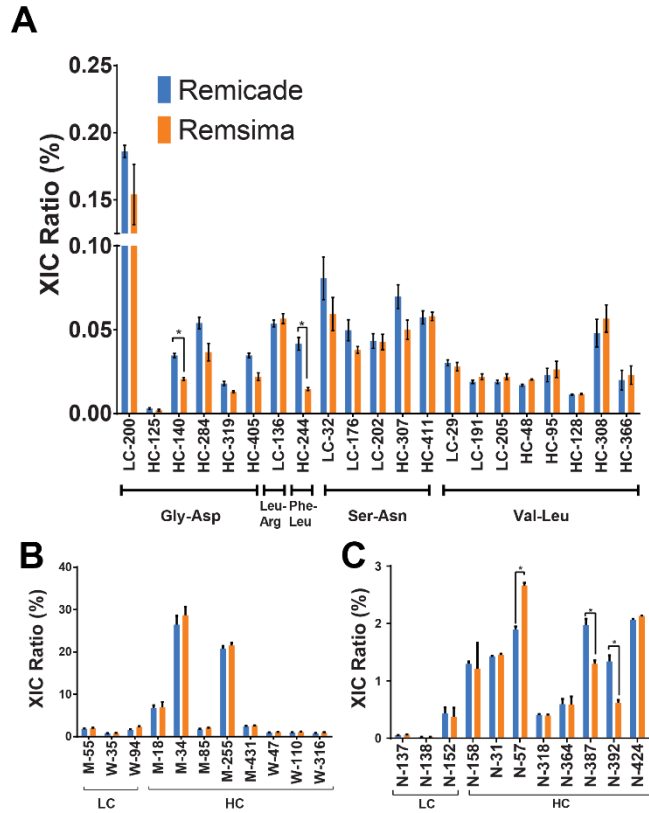 A
XIC Ratio (%)
0.25
0.20
0.15
0.10
0.05
0.00
Remicade
Remsima
* *
LC-200 HC-125 HC-140 HC-284 HC-319 HC-405 LC-136 HC-244 LC-32 LC-176 LC-202 HC-307 HC-411 LC-29 LC-191 LC-205 HC-48 HC-95 HC-128 HC-308 HC-366
Gly-Asp Leu-Arg Phe-Leu Ser-Asn Val-Leu
B
XIC Ratio (%)
40
30
20
10
0
M-55 W-35 W-94 M-18 M-34 M-85 M-255 M-431 W-47 W-110 W-316
LC HC
C
XIC Ratio (%)
3
2
1
0
* * *
N-137 N-138 N-152 N-158 N-31 N-57 N-318 N-364 N-387 N-392 N-424
LC HC